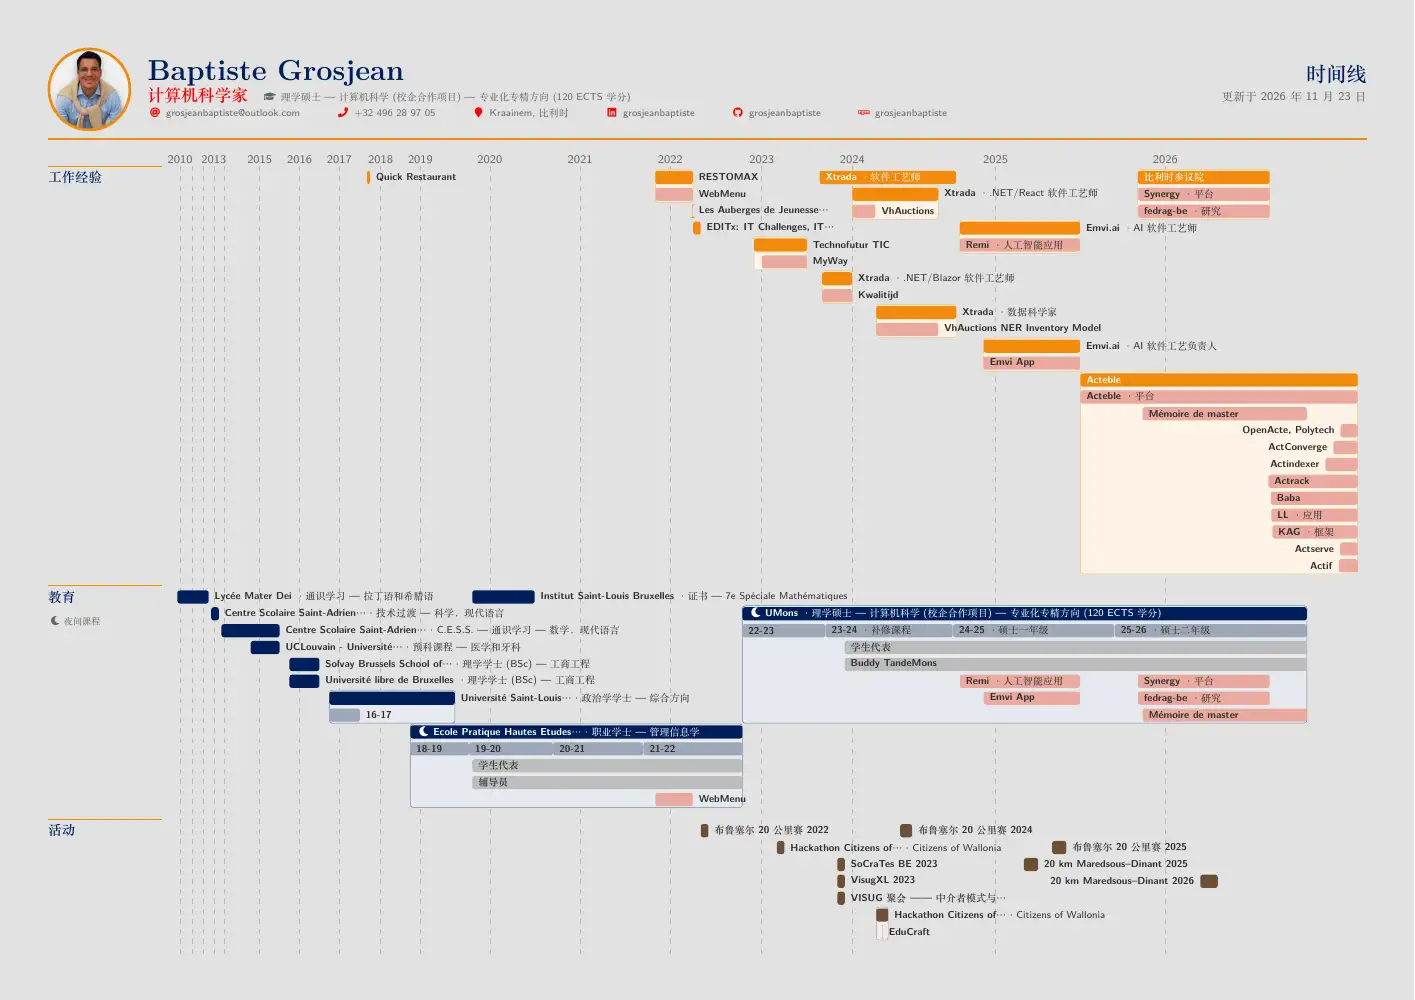 Baptiste Grosjean
时间线
计算机科学家 理学硕士 — 计算机科学 (校企合作项目) — 专业化专精方向 (120 ECTS 学分)
更新于 2026 年 11 月 23 日
grosjeanbaptiste@outlook.com +32 496 28 97 05 Kraainem, 比利时 grosjeanbaptiste grosjeanbaptiste grosjeanbaptiste
2010 2013 2015 2016 2017 2018 2019 2020 2021 2022 2023 2024 2025 2026
工作经验
Quick Restaurant RESTOMAX Xtrada · 软件工艺师 比利时参议院
WebMenu Xtrada · .NET/React 软件工艺师 Synergy · 平台
Les Auberges de Jeunesse… VhAuctions fedrag-be · 研究
EDITx: IT Challenges, IT… Emvi.ai · AI 软件工艺师
Technofutur TIC Remi · 人工智能应用
MyWay
Xtrada · .NET/Blazor 软件工艺师
Kwalitijd
Xtrada · 数据科学家
VhAuctions NER Inventory Model
Emvi.ai · AI 软件工艺负责人
Emvi App
Acteble
Acteble · 平台
Mémoire de master
OpenActe, Polytech
ActConverge
Actindexer
Actrack
Baba
LL · 应用
KAG · 框架
Actserve
Actif
教育
Lycée Mater Dei · 通识学习 — 拉丁语和希腊语 Institut Saint-Louis Bruxelles · 证书 — 7e Spéciale Mathématiques
夜间课程
Centre Scolaire Saint-Adrien… · 技术过渡 — 科学、现代语言 UMons · 理学硕士 — 计算机科学 (校企合作项目) — 专业化专精方向 (120 ECTS 学分)
Centre Scolaire Saint-Adrien… · C.E.S.S. — 通识学习 — 数学、现代语言 22-23 23-24 · 补修课程 24-25 · 硕士一年级 25-26 · 硕士二年级
UCLouvain - Université… · 预科课程 — 医学和牙科 学生代表
Solvay Brussels School of… · 理学学士 (BSc) — 工商工程 Buddy TandeMons
Université libre de Bruxelles · 理学学士 (BSc) — 工商工程 Remi · 人工智能应用 Synergy · 平台
Université Saint-Louis… · 政治学学士 — 综合方向 Emvi App fedrag-be · 研究
16-17 Mémoire de master
Ecole Pratique Hautes Etudes… · 职业学士 — 管理信息学
18-19 19-20 20-21 21-22
学生代表
辅导员
WebMenu
活动
布鲁塞尔 20 公里赛 2022 布鲁塞尔 20 公里赛 2024
Hackathon Citizens of… · Citizens of Wallonia 布鲁塞尔 20 公里赛 2025
SoCraTes BE 2023 20 km Maredsous–Dinant 2025
VisugXL 2023 20 km Maredsous–Dinant 2026
VISUG 聚会 —— 中介者模式与…
Hackathon Citizens of… · Citizens of Wallonia
EduCraft